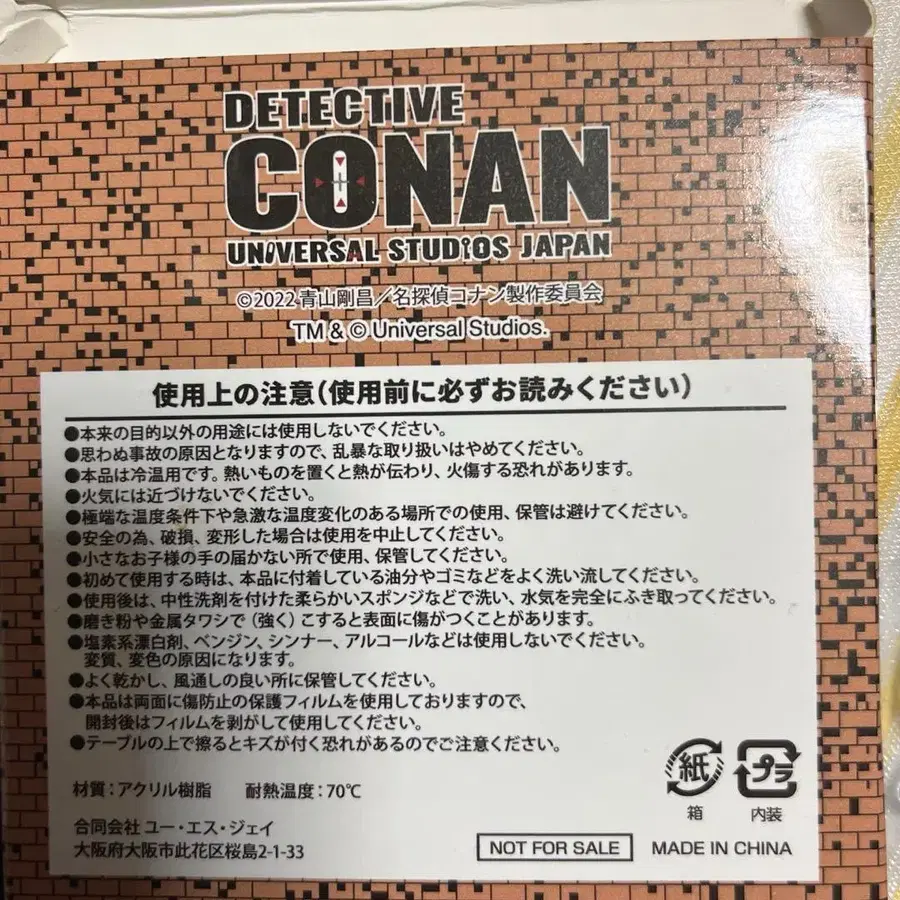 DETECTIVE
CONAN
UNIVERSAL STUDIOS JAPAN
©2022 青山剛昌／名探偵コナン製作委員会
TM & © Universal Studios.
使用上の注意（使用前に必ずお読みください）
●本来の目的以外の用途には使用しないでください。
●思わぬ事故の原因となりますので、乱暴な取り扱いはやめてください。
●本品は冷温用です。熱いものを置くと熱が伝わり、火傷する恐れがあります。
●火気には近づけないでください。
●極端な温度条件下や急激な温度変化のある場所での使用、保管は避けてください。
●安全の為、破損、変形した場合は使用を中止してください。
●小さなお子様の手の届かない所で使用、保管してください。
●初めて使用する時は、本品に付着している油分やゴミなどをよく洗い流してください。
●使用後は、中性洗剤を付けた柔らかいスポンジなどで洗い、水気を完全にふき取ってください。
●磨き粉や金属タワシで（強く）こすると表面に傷がつくことがあります。
●塩素系漂白剤、ベンジン、シンナー、アルコールなどは使用しないでください。
変質、変色の原因になります。
●よく乾かし、風通しの良い所に保管してください。
●本品は両面に傷防止の保護フィルムを使用しておりますので、
開封後はフィルムを剥がして使用してください。
●テーブルの上で擦るとキズが付く恐れがあるのでご注意ください。
材質：アクリル樹脂 耐熱温度：70℃
紙 プラ
箱 内装
合同会社 ユー・エス・ジェイ
大阪府大阪市此花区桜島2-1-33
NOT FOR SALE MADE IN CHINA